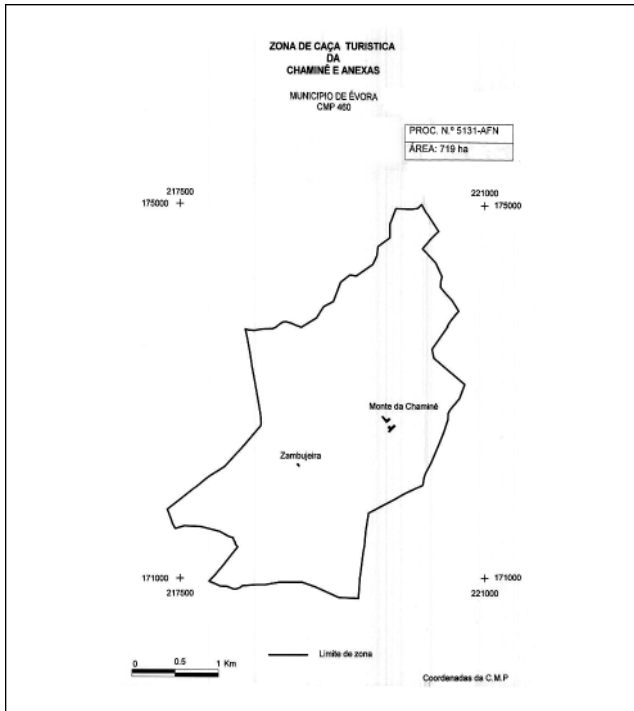 ZONA DE CAÇA TURISTICA
DA
CHAMINÊ E ANEXAS
MUNICIPIO DE ÉVORA
CMP 460
PROC. N.º 5131-AFN
ÁREA: 719 ha
217500
175000
221000
175000
Monte da Chaminê
Zambujeira
171000
217500
171000
221000
0 0.5 1 Km
Limite de zona
Coordenadas da C.M.P